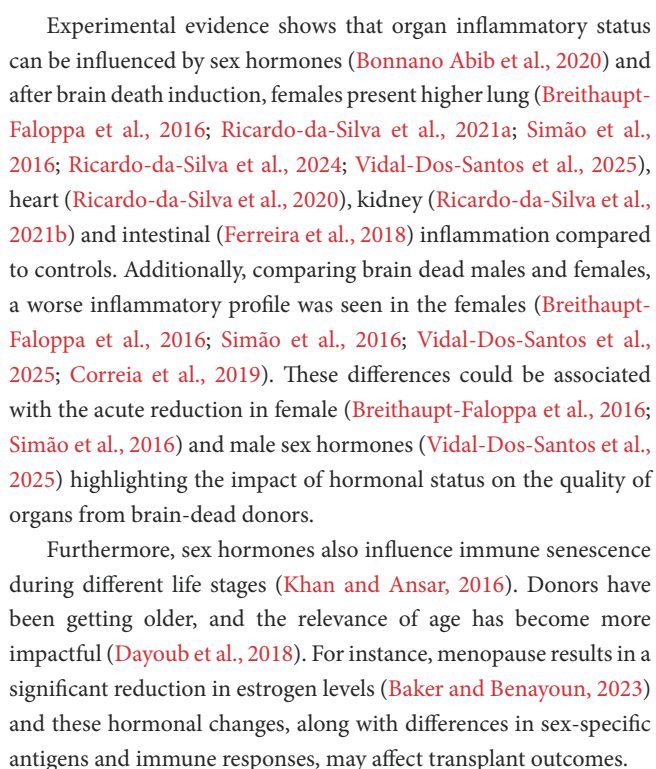 Experimental evidence shows that organ inflammatory status
can be influenced by sex hormones (Bonnano Abib et al., 2020) and
after brain death induction, females present higher lung (Breithaupt-
Faloppa et al., 2016; Ricardo-da-Silva et al., 2021a; Simão et al.,
2016; Ricardo-da-Silva et al., 2024; Vidal-Dos-Santos et al., 2025),
heart (Ricardo-da-Silva et al., 2020), kidney (Ricardo-da-Silva et al.,
2021b) and intestinal (Ferreira et al., 2018) inflammation compared
to controls. Additionally, comparing brain dead males and females,
a worse inflammatory profile was seen in the females (Breithaupt-
Faloppa et al., 2016; Simão et al., 2016; Vidal-Dos-Santos et al.,
2025; Correia et al., 2019). These differences could be associated
with the acute reduction in female (Breithaupt-Faloppa et al., 2016;
Simão et al., 2016) and male sex hormones (Vidal-Dos-Santos et al.,
2025) highlighting the impact of hormonal status on the quality of
organs from brain-dead donors.
Furthermore, sex hormones also influence immune senescence
during different life stages (Khan and Ansar, 2016). Donors have
been getting older, and the relevance of age has become more
impactful (Dayoub et al., 2018). For instance, menopause results in a
significant reduction in estrogen levels (Baker and Benayoun, 2023)
and these hormonal changes, along with differences in sex-specific
antigens and immune responses, may affect transplant outcomes.